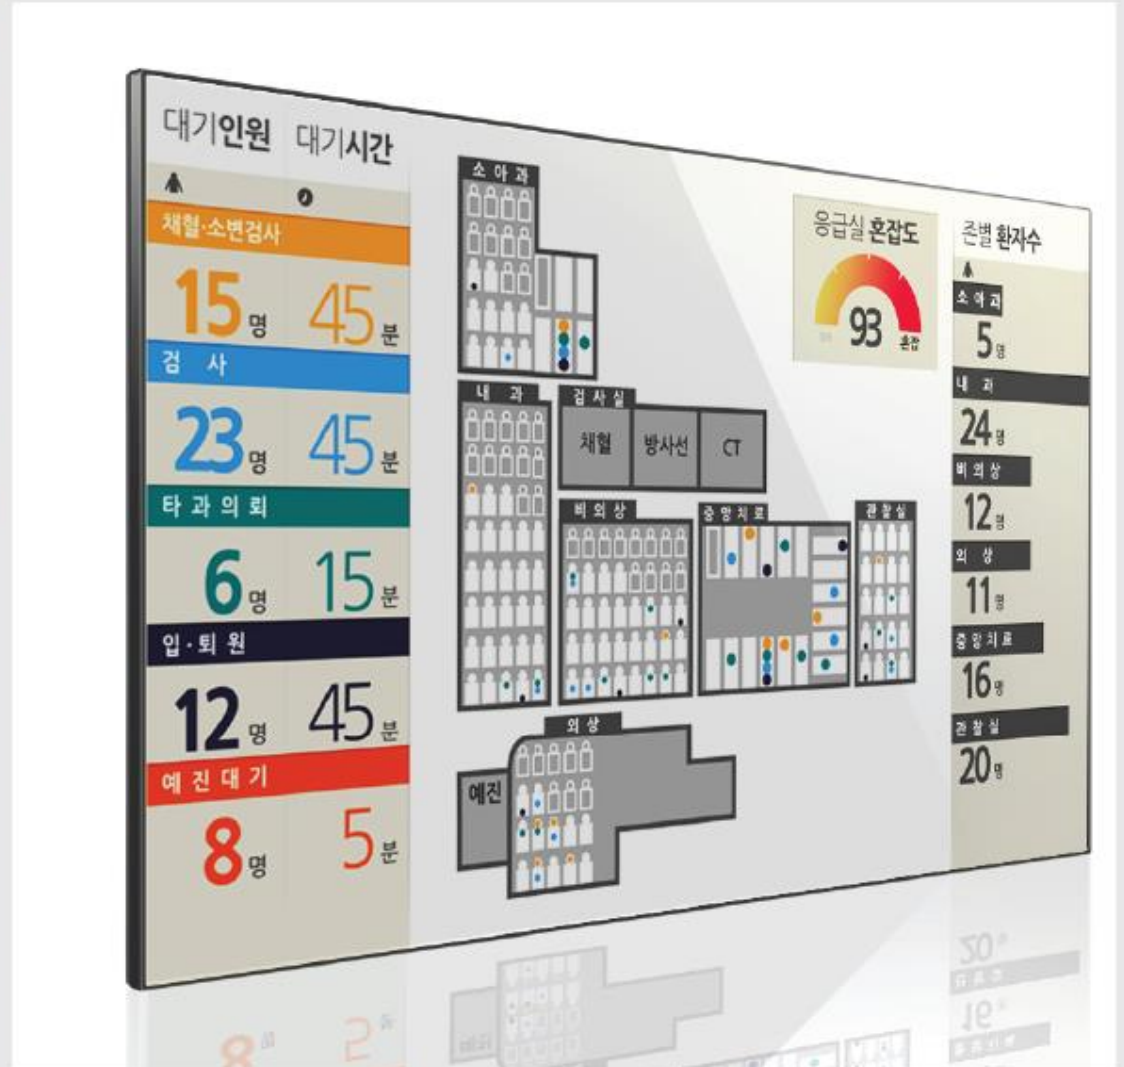 대기인원 대기시간
채혈·소변검사
15명 45분
검 사
23명 45분
타과의뢰
6명 15분
입·퇴원
12명 45분
예진대기
8명 5분
소아과
내 과
검사실
채혈 방사선 CT
비외상
중앙치료
관찰실
외상
예진
응급실 혼잡도
93
혼잡
존별 환자수
소아과
5명
내 과
24명
비외상
12명
외 상
11명
중앙치료
16명
관찰실
20명